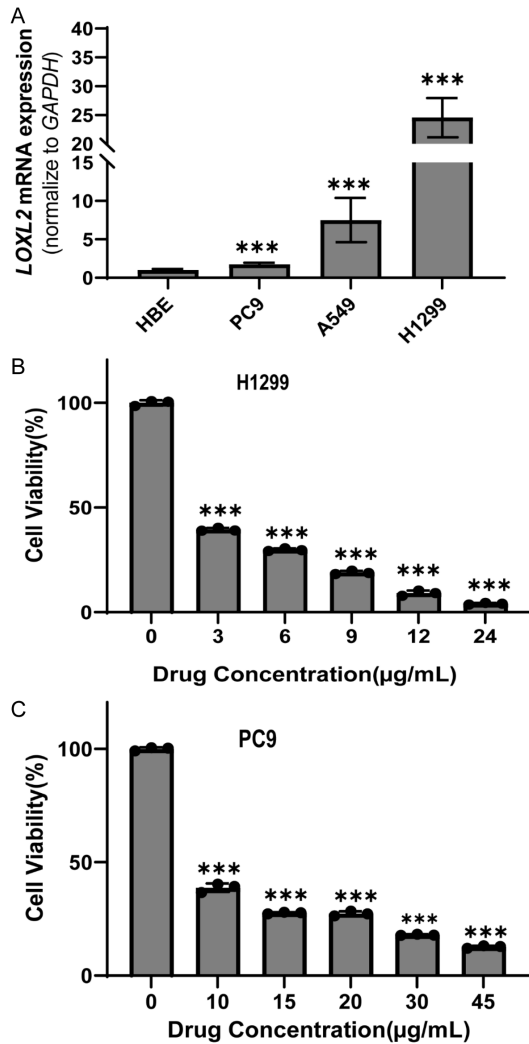 A
LOXL2 mRNA expression
(normalize to GAPDH)
40
35
30
25
20
15
10
5
0
***
***
***
HBE
PC9
A549
H1299
B
H1299
Cell Viability(%)
100
50
0
***
***
***
***
***
0 3 6 9 12 24
Drug Concentration(μg/mL)
C
PC9
Cell Viability(%)
100
50
0
***
***
***
***
***
0 10 15 20 30 45
Drug Concentration(μg/mL)